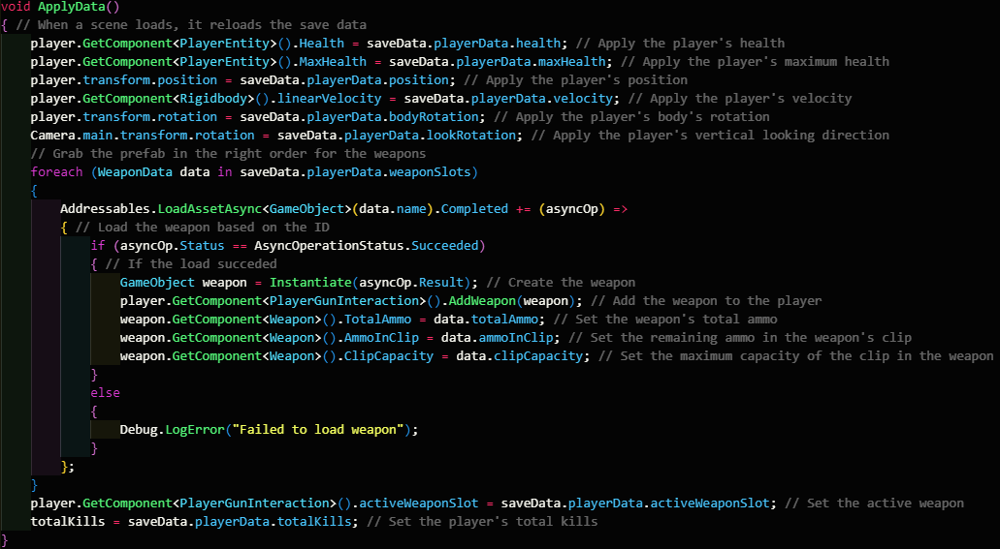 void ApplyData()
{ // When a scene loads, it reloads the save data
    player.GetComponent<PlayerEntity>().Health = saveData.playerData.health; // Apply the player's health
    player.GetComponent<PlayerEntity>().MaxHealth = saveData.playerData.maxHealth; // Apply the player's maximum health
    player.transform.position = saveData.playerData.position; // Apply the player's position
    player.GetComponent<Rigidbody>().linearVelocity = saveData.playerData.velocity; // Apply the player's velocity
    player.transform.rotation = saveData.playerData.bodyRotation; // Apply the player's body's rotation
    Camera.main.transform.rotation = saveData.playerData.lookRotation; // Apply the player's vertical looking direction
    // Grab the prefab in the right order for the weapons
    foreach (WeaponData data in saveData.playerData.weaponSlots)
    {
        Addressables.LoadAssetAsync<GameObject>(data.name).Completed += (asyncOp) =>
        { // Load the weapon based on the ID
            if (asyncOp.Status == AsyncOperationStatus.Succeeded)
            { // If the load succeded
                GameObject weapon = Instantiate(asyncOp.Result); // Create the weapon
                player.GetComponent<PlayerGunInteraction>().AddWeapon(weapon); // Add the weapon to the player
                weapon.GetComponent<Weapon>().TotalAmmo = data.totalAmmo; // Set the weapon's total ammo
                weapon.GetComponent<Weapon>().AmmoInClip = data.ammoInClip; // Set the remaining ammo in the weapon's clip
                weapon.GetComponent<Weapon>().ClipCapacity = data.clipCapacity; // Set the maximum capacity of the clip in the weapon
            }
            else
            {
                Debug.LogError("Failed to load weapon");
            }
        };
    }
    player.GetComponent<PlayerGunInteraction>().activeWeaponSlot = saveData.playerData.activeWeaponSlot; // Set the active weapon
    totalKills = saveData.playerData.totalKills; // Set the player's total kills
}